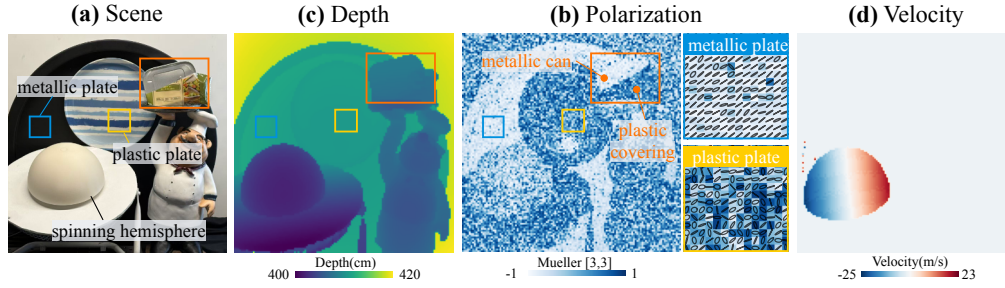 (a) Scene
(c) Depth
(b) Polarization
(d) Velocity
metallic plate
plastic plate
spinning hemisphere
metallic can
plastic
covering
metallic plate
plastic plate
Depth(cm)
400
420
Mueller [3,3]
-1
1
Velocity(m/s)
-25
23